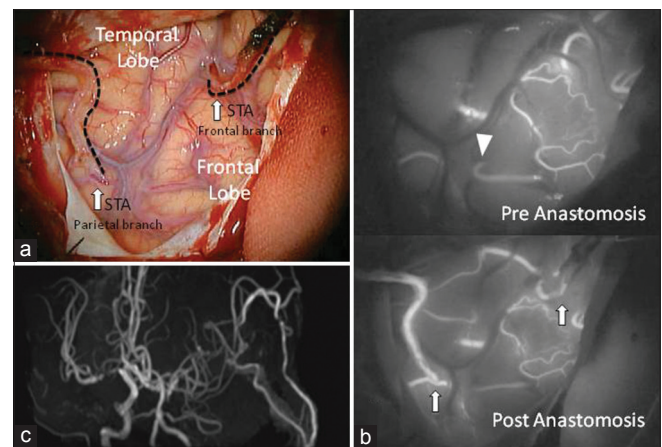 Temporal
Lobe
STA
Frontal branch
Frontal
Lobe
STA
Parietal branch
a
Pre Anastomosis
Post Anastomosis
b
c